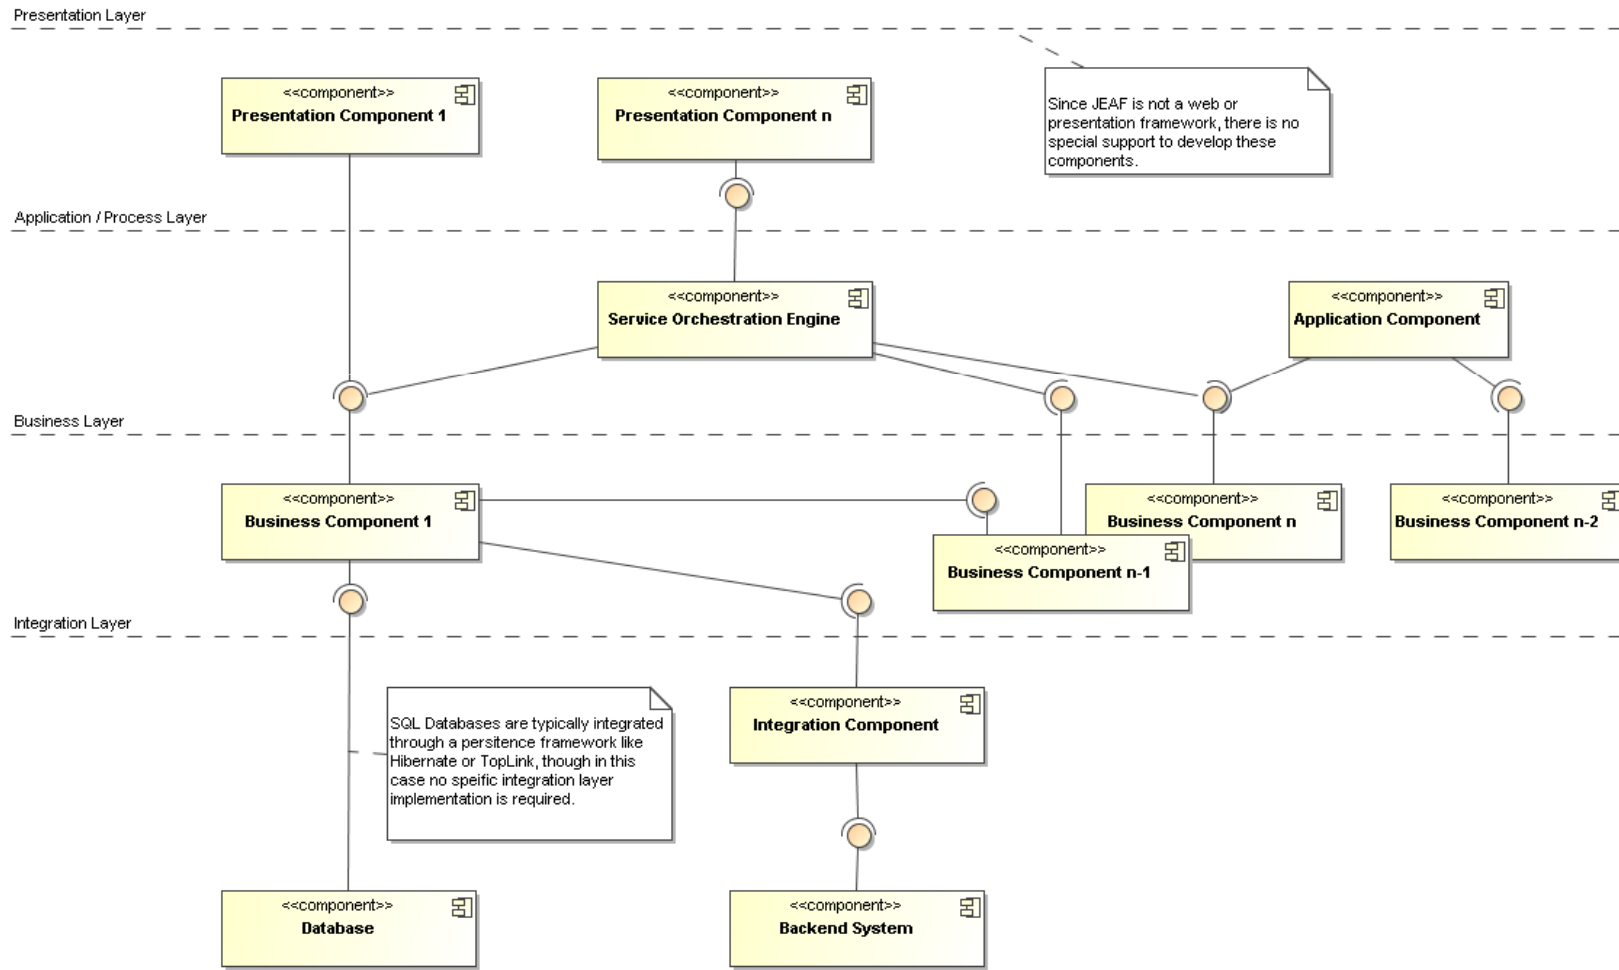 Presentation Layer
<<component>>
Presentation Component 1
<<component>>
Presentation Component n
Since JEAF is not a web or
presentation framework, there is no
special support to develop these
components.
Application / Process Layer
<<component>>
Service Orchestration Engine
<<component>>
Application Component
Business Layer
<<component>>
Business Component 1
<<component>>
Business Component n
<<component>>
Business Component n-2
<<component>>
Business Component n-1
Integration Layer
<<component>>
Integration Component
SQL Databases are typically integrated
through a persitence framework like
Hibernate or TopLink, though in this
case no speific integration layer
implementation is required.
<<component>>
Database
<<component>>
Backend System